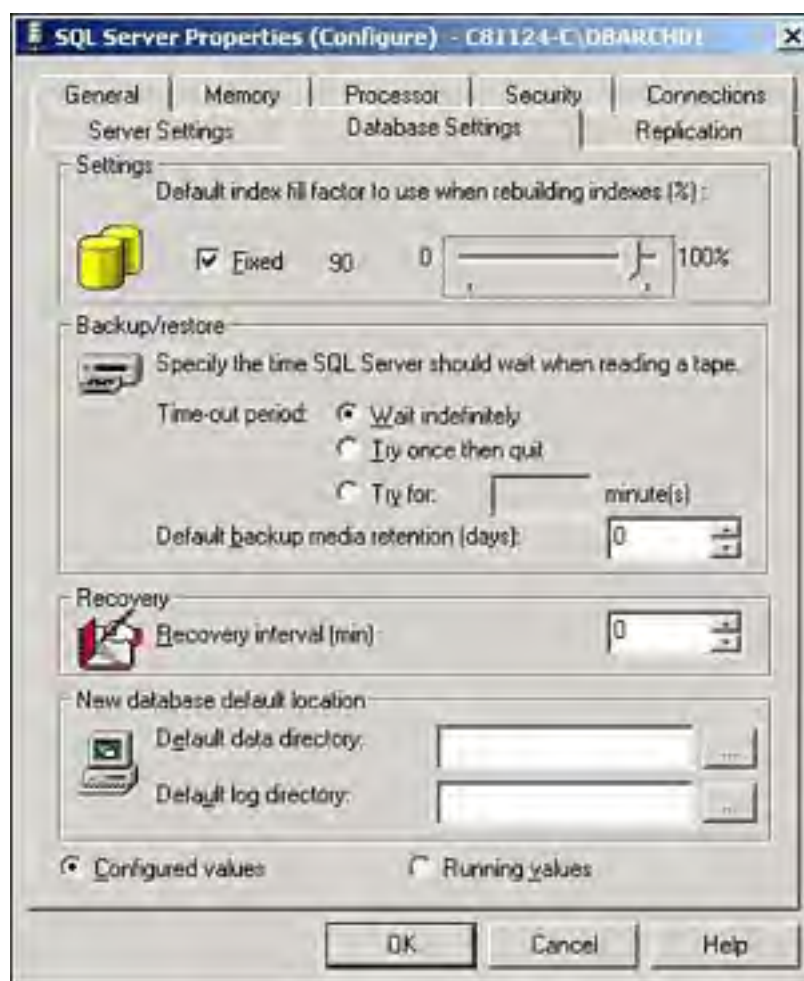 SQL Server Properties (Configure) - C81124-C\DBARCHD1
General Memory Processor Security Connections
Server Settings Database Settings Replication
Settings
Default index fill factor to use when rebuilding indexes (%) :
Fixed 90 0 100%
Backup/restore
Specify the time SQL Server should wait when reading a tape.
Time-out period: Wait indefinitely
Try once then quit
Try for: minute(s)
Default backup media retention (days): 0
Recovery
Recovery interval (min) : 0
New database default location
Default data directory: ...
Default log directory: ...
Configured values Running values
OK Cancel Help